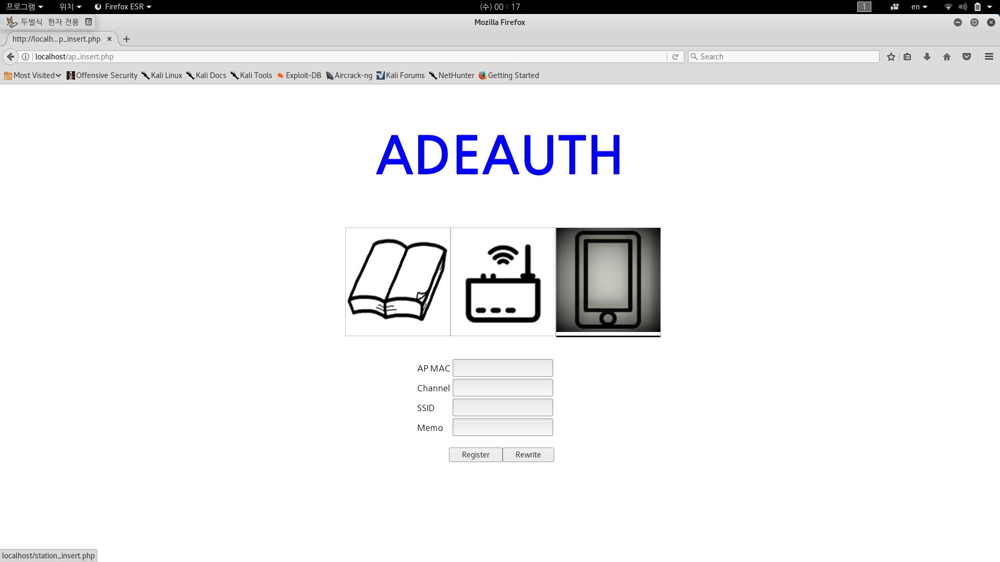 프로그램 위치 Firefox ESR (수) 00 : 17 1 en
두벌식 한자 전용 Mozilla Firefox
http://localh...p_insert.php
localhost/ap_insert.php Search
Most Visited Offensive Security Kali Linux Kali Docs Kali Tools Exploit-DB Aircrack-ng Kali Forums NetHunter Getting Started
ADEAUTH
AP MAC
Channel
SSID
Memo
Register Rewrite
localhost/station_insert.php